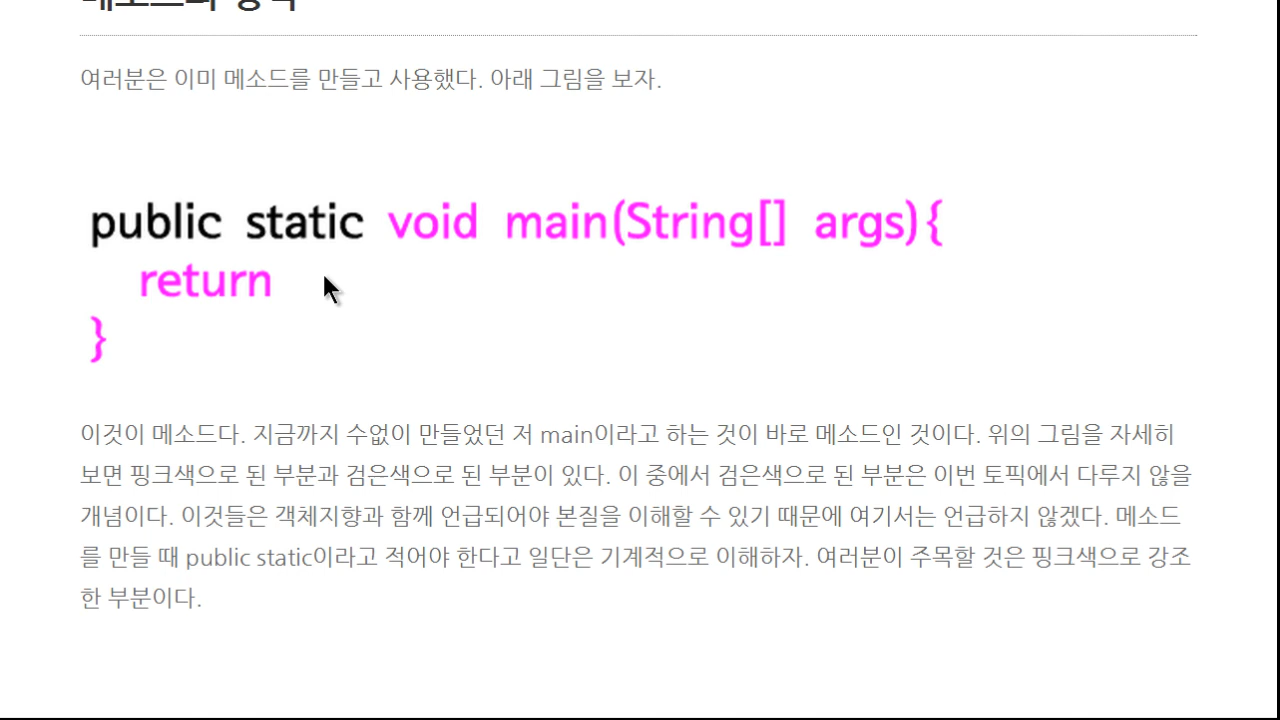 여러분은 이미 메소드를 만들고 사용했다. 아래 그림을 보자.
public static void main(String[] args){
return
}
이것이 메소드다. 지금까지 수없이 만들었던 저 main이라고 하는 것이 바로 메소드인 것이다. 위의 그림을 자세히
보면 핑크색으로 된 부분과 검은색으로 된 부분이 있다. 이 중에서 검은색으로 된 부분은 이번 토픽에서 다루지 않을
개념이다. 이것들은 객체지향과 함께 언급되어야 본질을 이해할 수 있기 때문에 여기서는 언급하지 않겠다. 메소드
를 만들 때 public static이라고 적어야 한다고 일단은 기계적으로 이해하자. 여러분이 주목할 것은 핑크색으로 강조
한 부분이다.